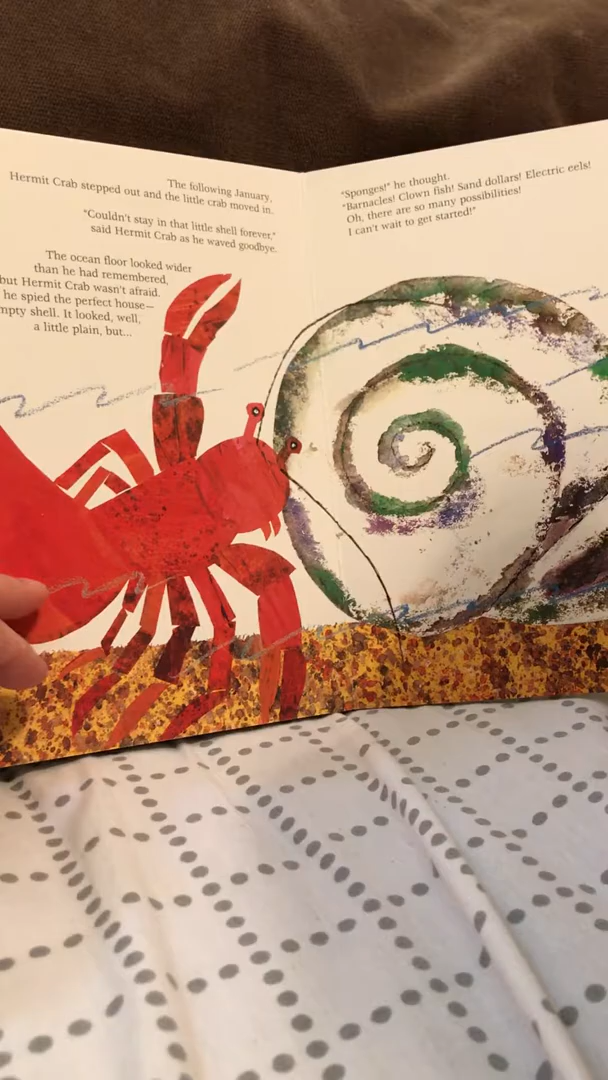 The following January,
Hermit Crab stepped out and the little crab moved in.
"Couldn't stay in that little shell forever,"
said Hermit Crab as he waved goodbye.
The ocean floor looked wider
than he had remembered,
but Hermit Crab wasn't afraid.
he spied the perfect house—
empty shell. It looked, well,
a little plain, but...
"Sponges!" he thought.
"Barnacles! Clown fish! Sand dollars! Electric eels!
Oh, there are so many possibilities!
I can't wait to get started!"